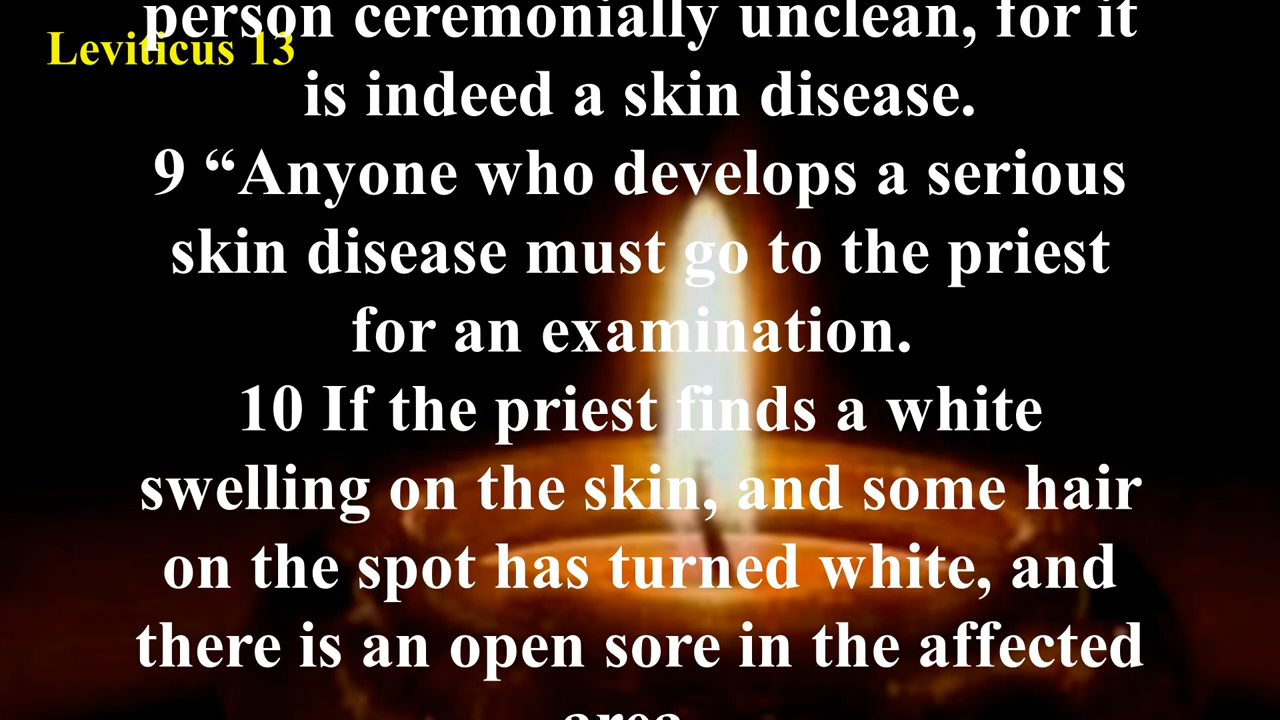 person ceremonially unclean, for it
Leviticus 13
is indeed a skin disease.
9 “Anyone who develops a serious
skin disease must go to the priest
for an examination.
10 If the priest finds a white
swelling on the skin, and some hair
on the spot has turned white, and
there is an open sore in the affected
area